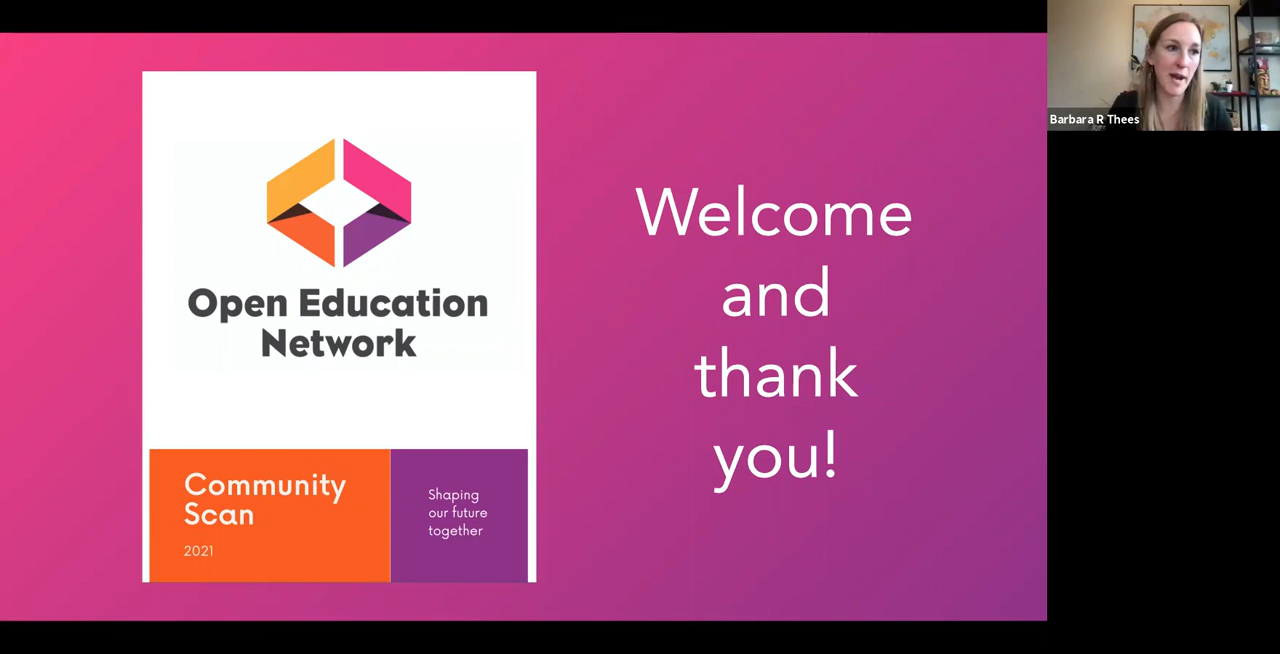 Open Education
Network
Community
Scan
2021
Shaping
our future
together
Welcome
and
thank
you!
Barbara R Thees